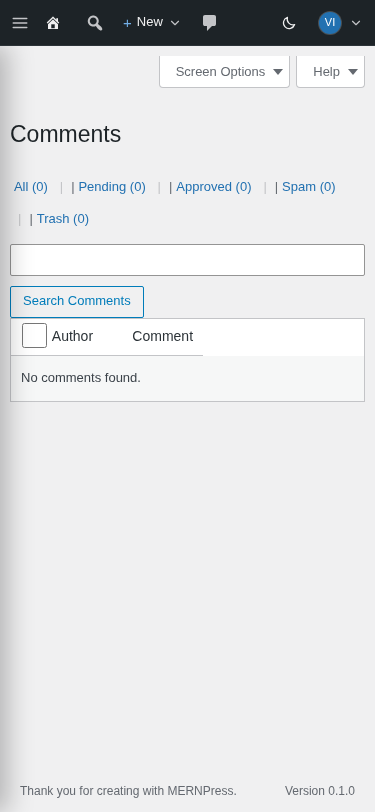 + New VI
Screen Options Help
Comments
All (0) | | Pending (0) | | Approved (0) | | Spam (0)
| | Trash (0)
Search Comments
Author Comment
No comments found.
Thank you for creating with MERNPress. Version 0.1.0